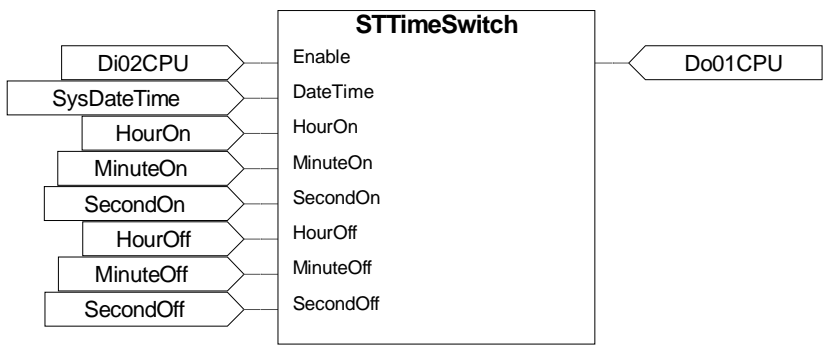 STTimeSwitch
Di02CPU Enable Do01CPU
SysDateTime DateTime
HourOn HourOn
MinuteOn MinuteOn
SecondOn SecondOn
HourOff HourOff
MinuteOff MinuteOff
SecondOff SecondOff